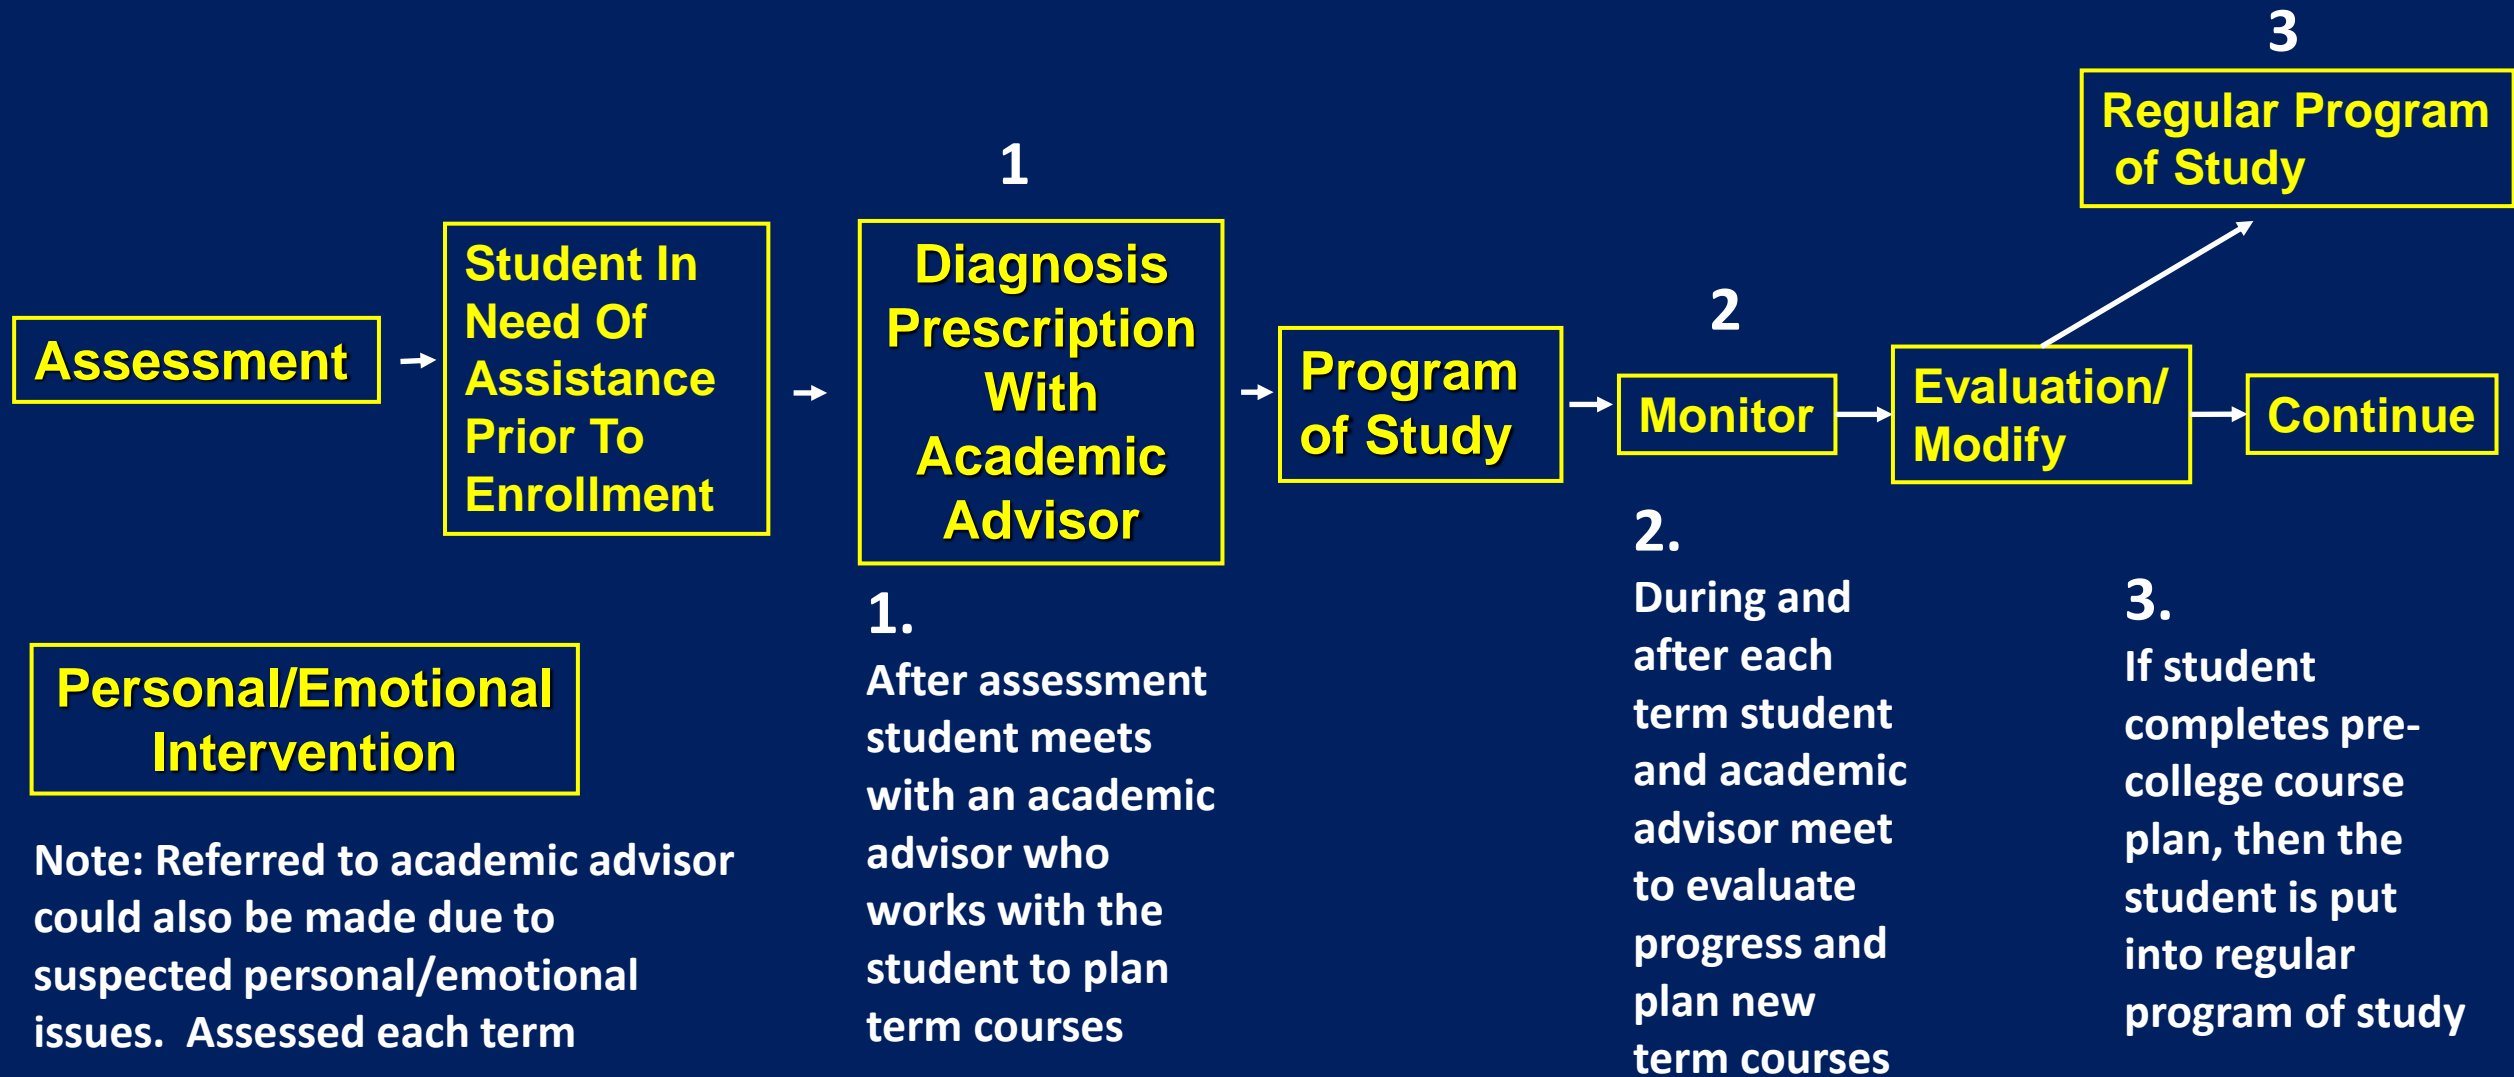 3
Regular Program
of Study
1
Assessment
Student In
Need Of
Assistance
Prior To
Enrollment
Diagnosis
Prescription
With
Academic
Advisor
Program
of Study
2
Monitor
Evaluation/
Modify
Continue
Personal/Emotional
Intervention
Note: Referred to academic advisor
could also be made due to
suspected personal/emotional
issues.  Assessed each term
1.
After assessment
student meets
with an academic
advisor who
works with the
student to plan
term courses
2.
During and
after each
term student
and academic
advisor meet
to evaluate
progress and
plan new
term courses
3.
If student
completes pre-
college course
plan, then the
student is put
into regular
program of study